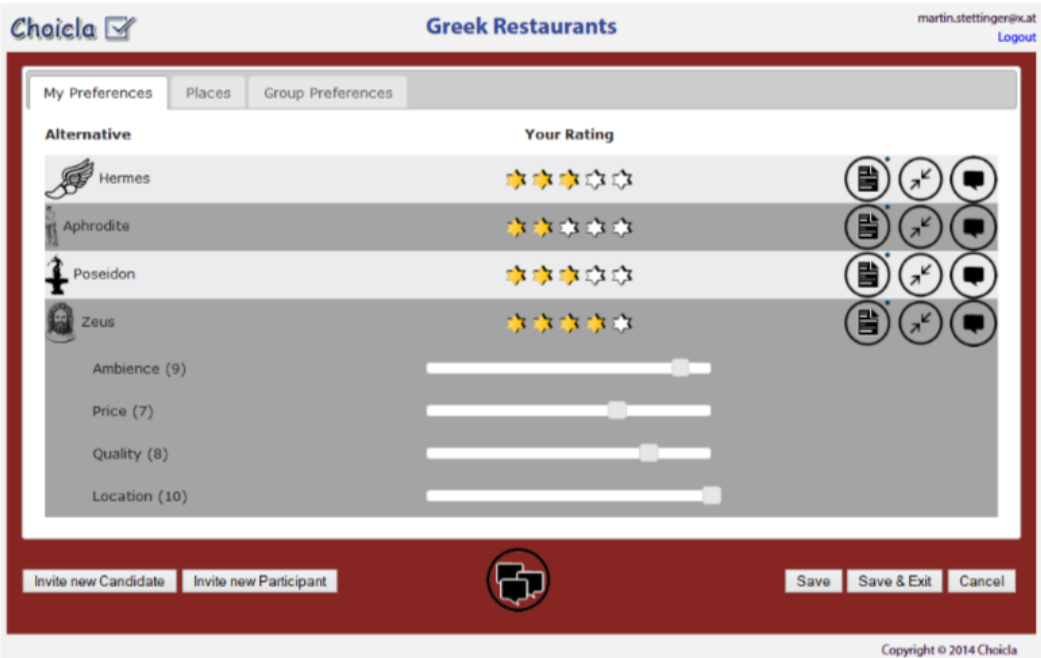 Choicla
Greek Restaurants
martin.stettinger@x.at
Logout
My Preferences Places Group Preferences
Alternative Your Rating
Hermes
Aphrodite
Poseidon
Zeus
Ambience (9)
Price (7)
Quality (8)
Location (10)
Invite new Candidate Invite new Participant Save Save & Exit Cancel
Copyright © 2014 Choicla